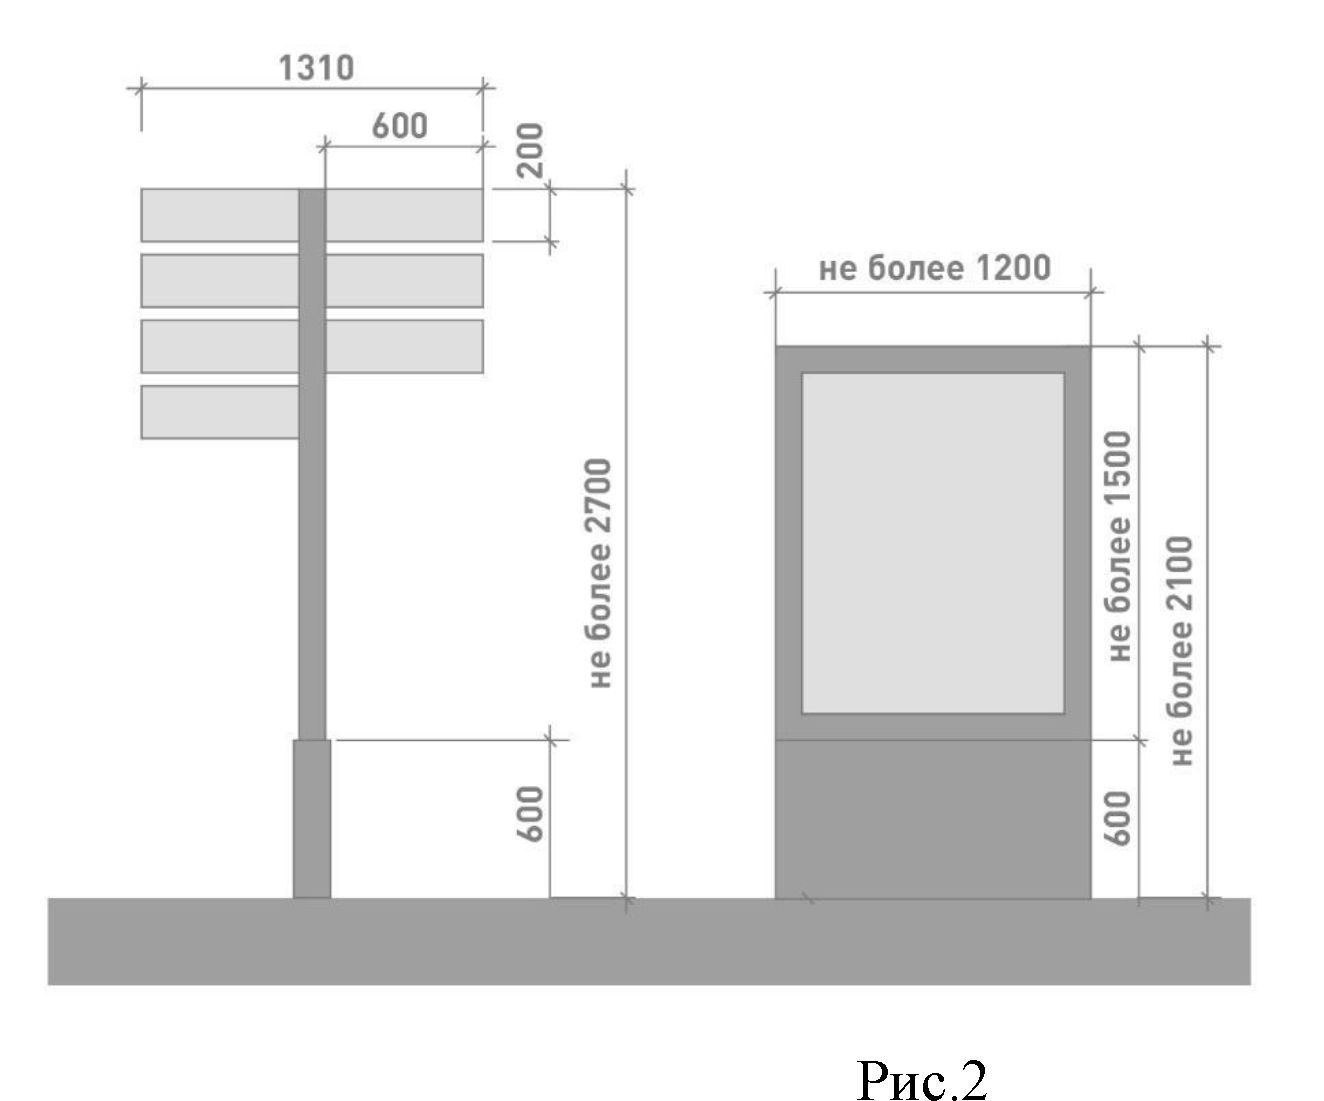 1310
600
200
не более 2700
600
не более 1200
не более 1500
не более 2100
600
Рис.2